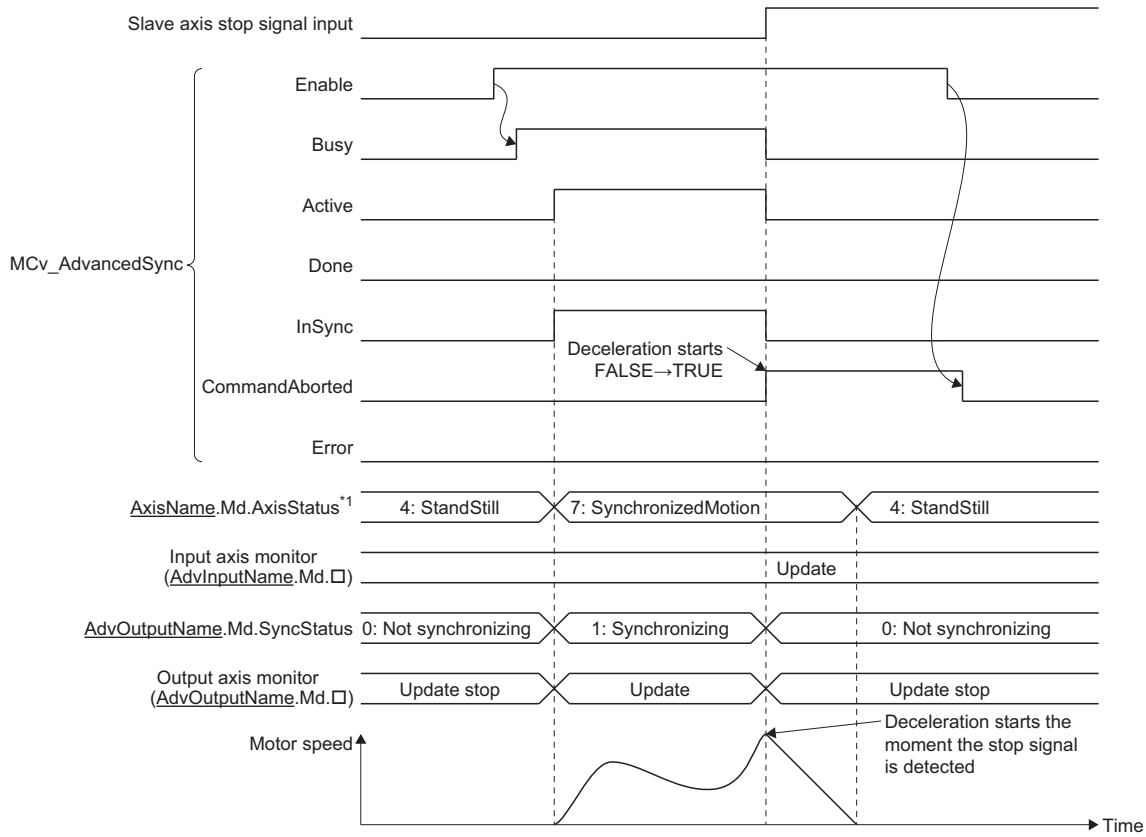 Slave axis stop signal input
MCv_AdvancedSync
Enable
Busy
Active
Done
InSync
Deceleration starts
FALSE→TRUE
CommandAborted
Error
AxisName.Md.AxisStatus*1
4: StandStill
7: SynchronizedMotion
4: StandStill
Input axis monitor
(AdvInputName.Md.□)
Update
AdvOutputName.Md.SyncStatus
0: Not synchronizing
1: Synchronizing
0: Not synchronizing
Output axis monitor
(AdvOutputName.Md.□)
Update stop
Update
Update stop
Motor speed
Deceleration starts the
moment the stop signal
is detected
Time